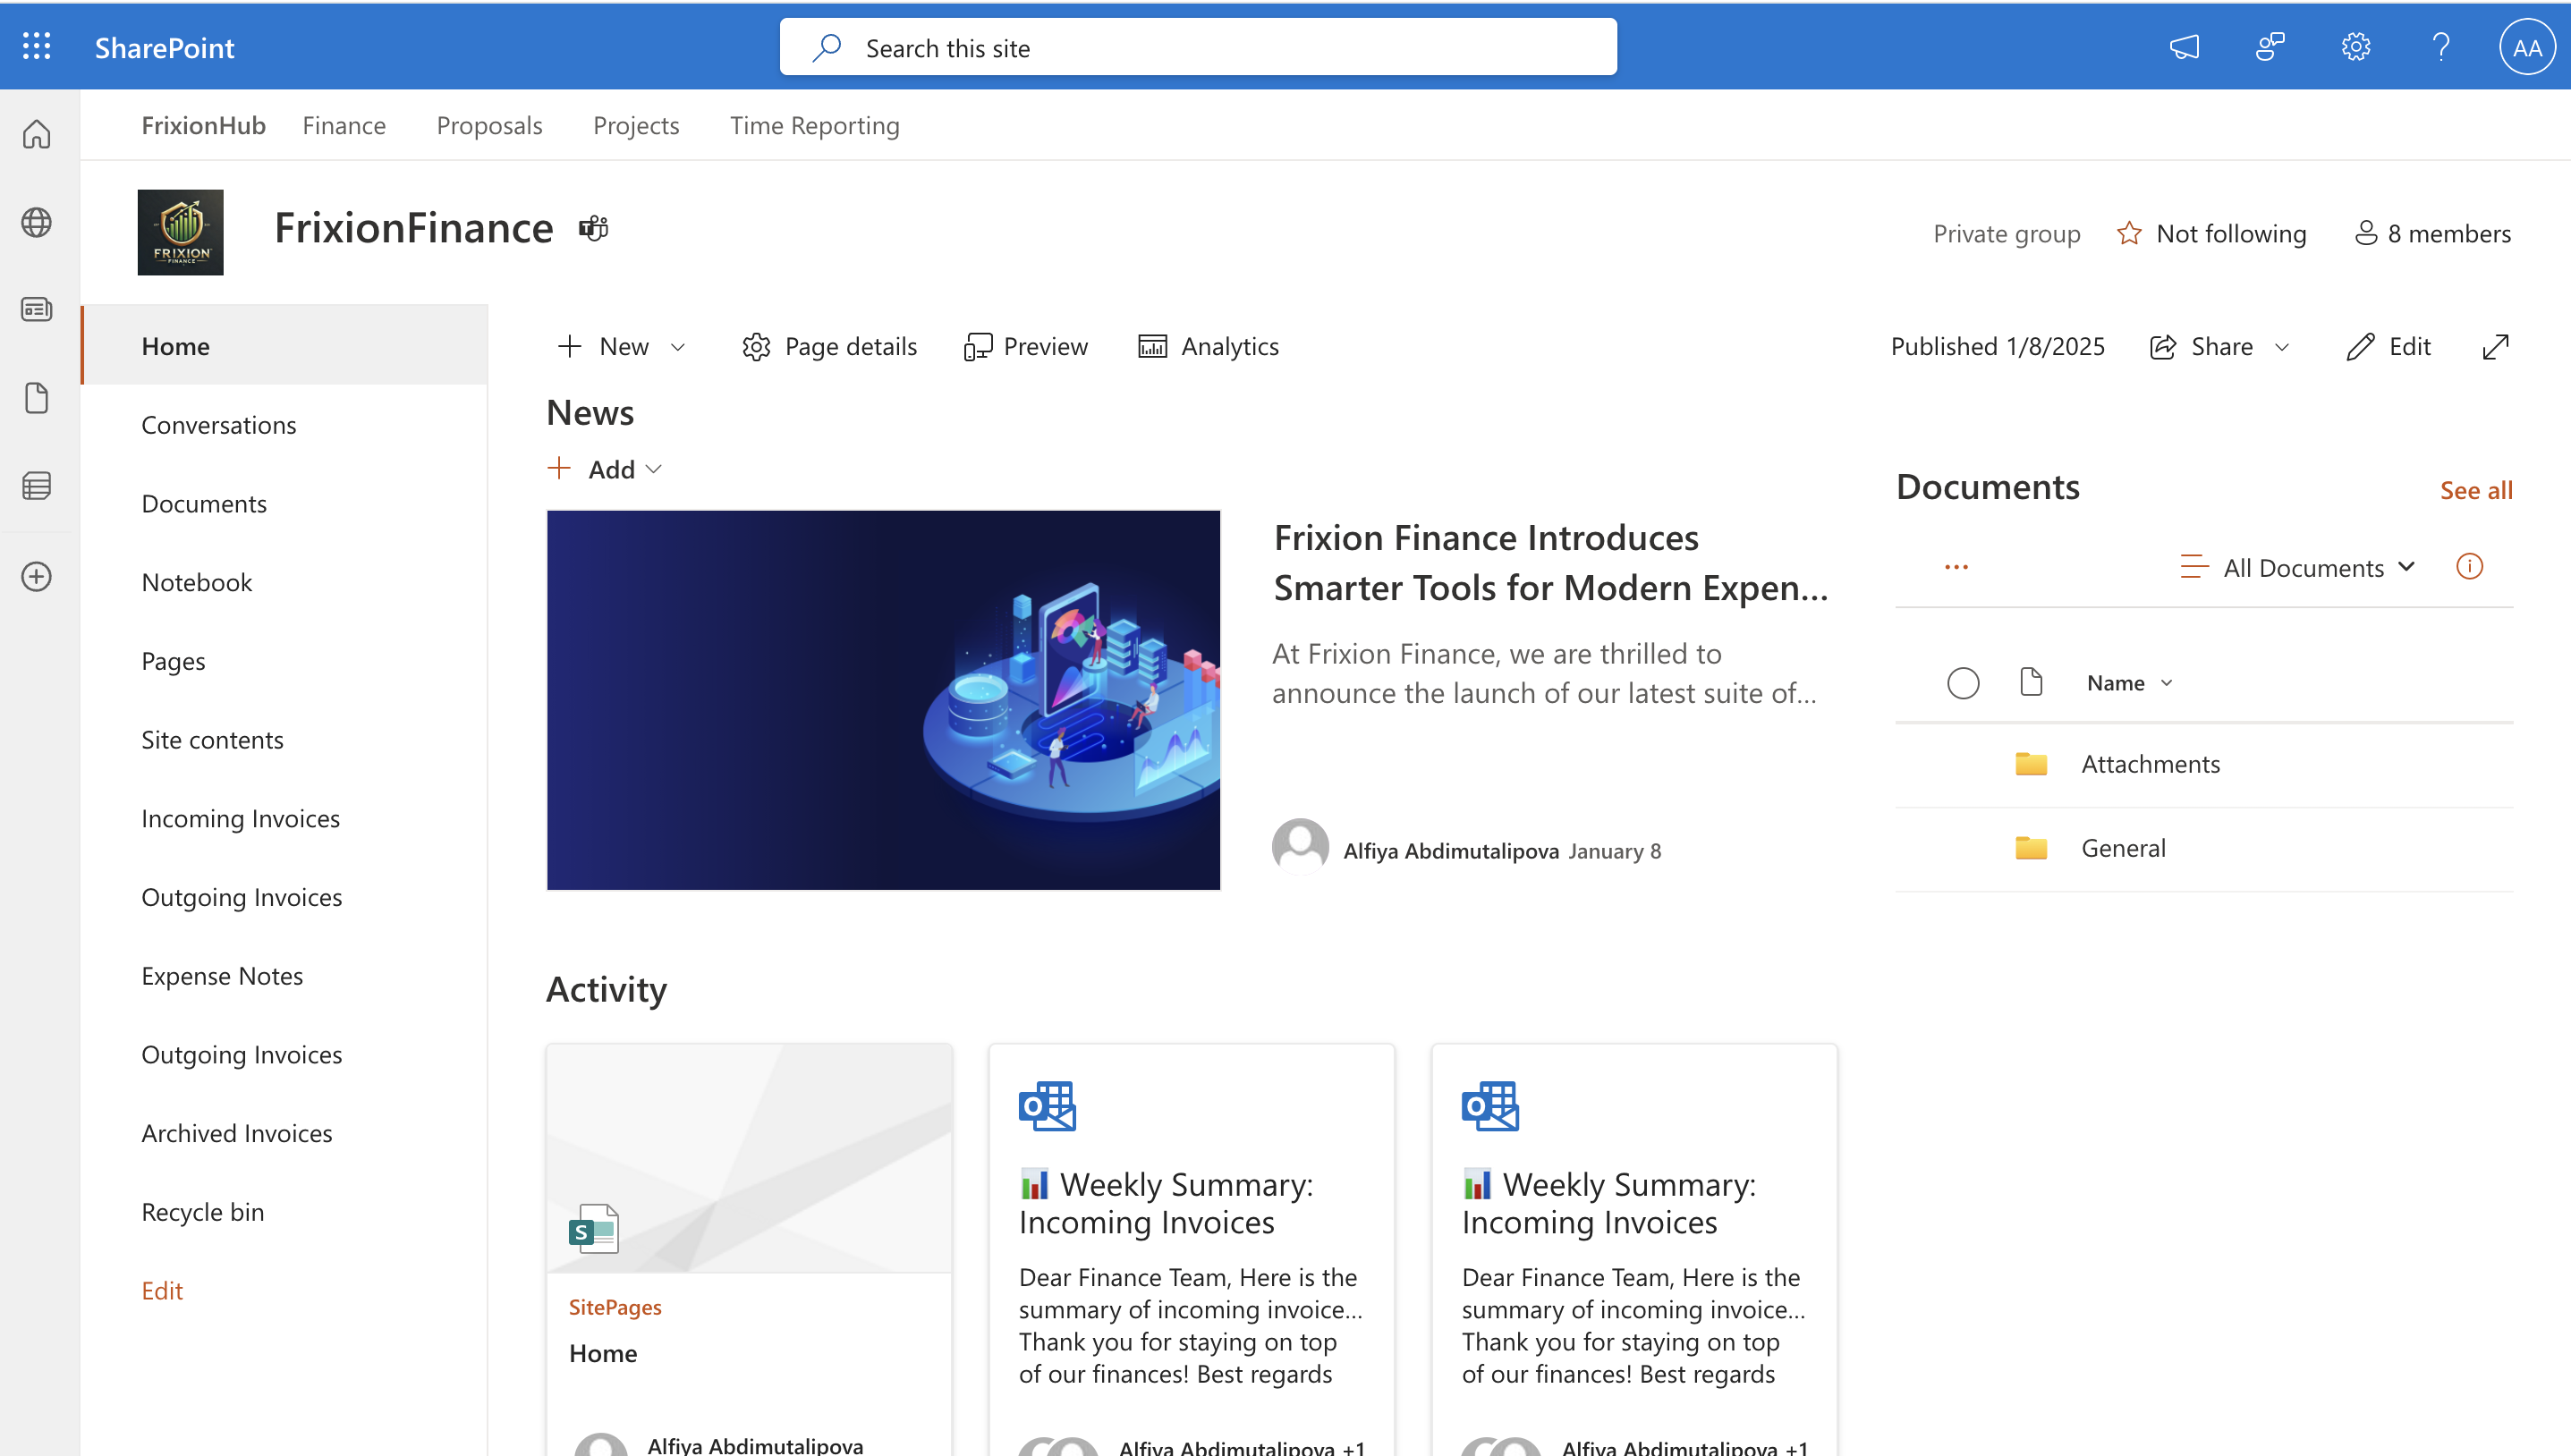 SharePoint
Search this site
AA
FrixionHub
Finance
Proposals
Projects
Time Reporting
FRIXION
FINANCE
FrixionFinance
Private group
Not following
8 members
Home
Conversations
Documents
Notebook
Pages
Site contents
Incoming Invoices
Outgoing Invoices
Expense Notes
Outgoing Invoices
Archived Invoices
Recycle bin
Edit
New
Page details
Preview
Analytics
Published 1/8/2025
Share
Edit
News
Add
Frixion Finance Introduces
Smarter Tools for Modern Expen...
At Frixion Finance, we are thrilled to
announce the launch of our latest suite of...
Alfiya Abdimutalipova January 8
Documents
See all
All Documents
Name
Attachments
General
Activity
SitePages
Home
Alfiya Abdimutalipova
Weekly Summary:
Incoming Invoices
Dear Finance Team, Here is the
summary of incoming invoice...
Thank you for staying on top
of our finances! Best regards
Alfiya Abdimutalipova +1
Weekly Summary:
Incoming Invoices
Dear Finance Team, Here is the
summary of incoming invoice...
Thank you for staying on top
of our finances! Best regards
Alfiya Abdimutalipova +1